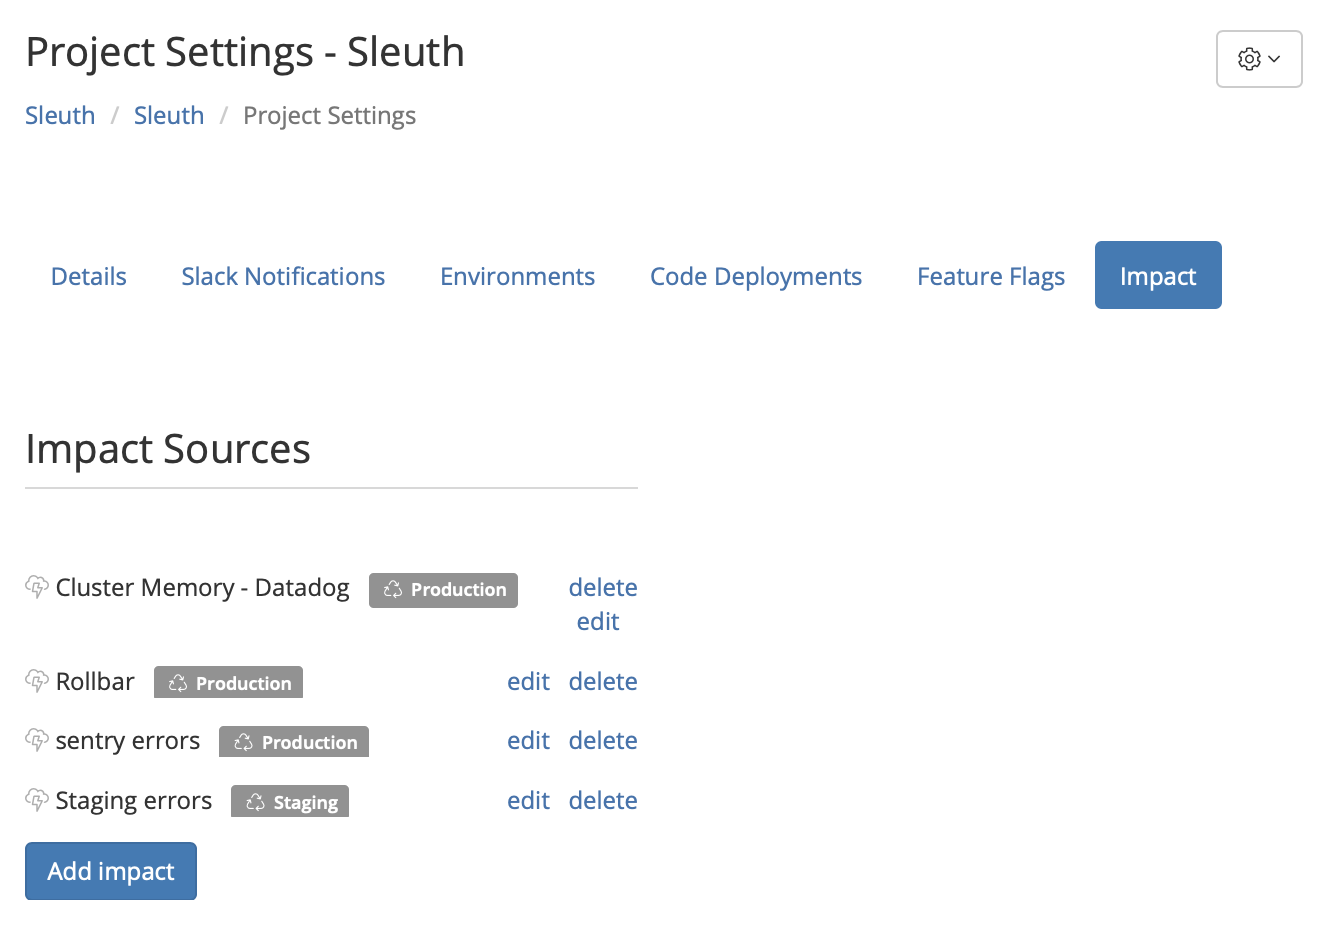 Project Settings - Sleuth
Sleuth / Sleuth / Project Settings
Details Slack Notifications Environments Code Deployments Feature Flags Impact
Impact Sources
Cluster Memory - Datadog Production delete
edit
Rollbar Production edit delete
sentry errors Production edit delete
Staging errors Staging edit delete
Add impact